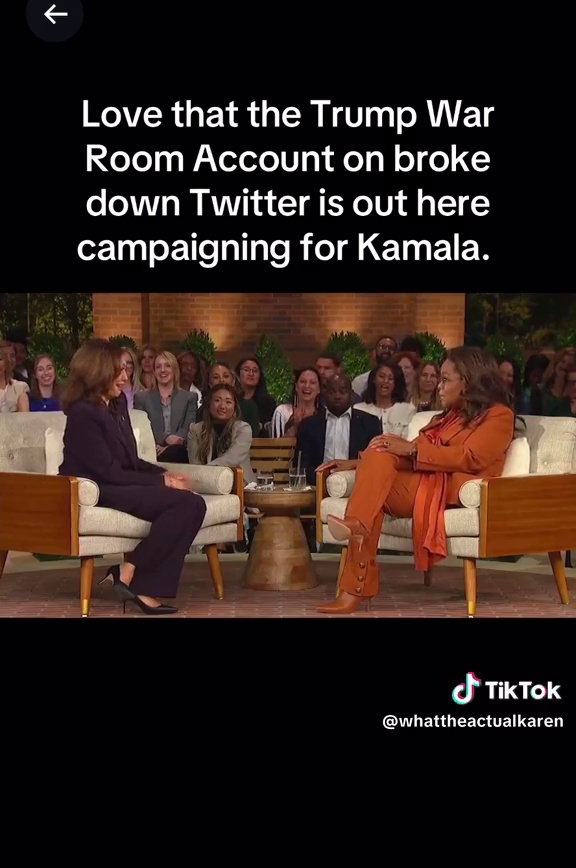 Love that the Trump War
Room Account on broke
down Twitter is out here
campaigning for Kamala.
TikTok
@whattheactualkaren